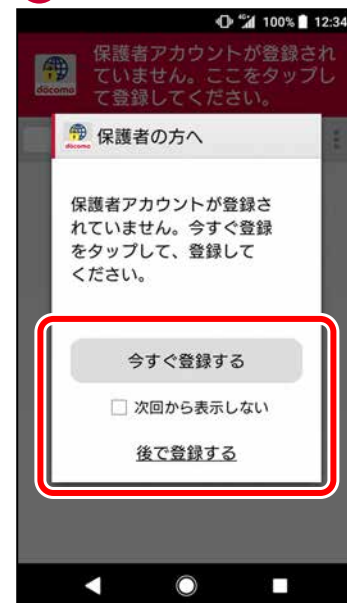 100% 12:34
保護者アカウントが登録され
ていません。ここをタップし
て登録してください。
docomo
保護者の方へ
docomo
保護者アカウントが登録さ
れていません。今すぐ登録
をタップして、登録して
ください。
今すぐ登録する
次回から表示しない
後で登録する